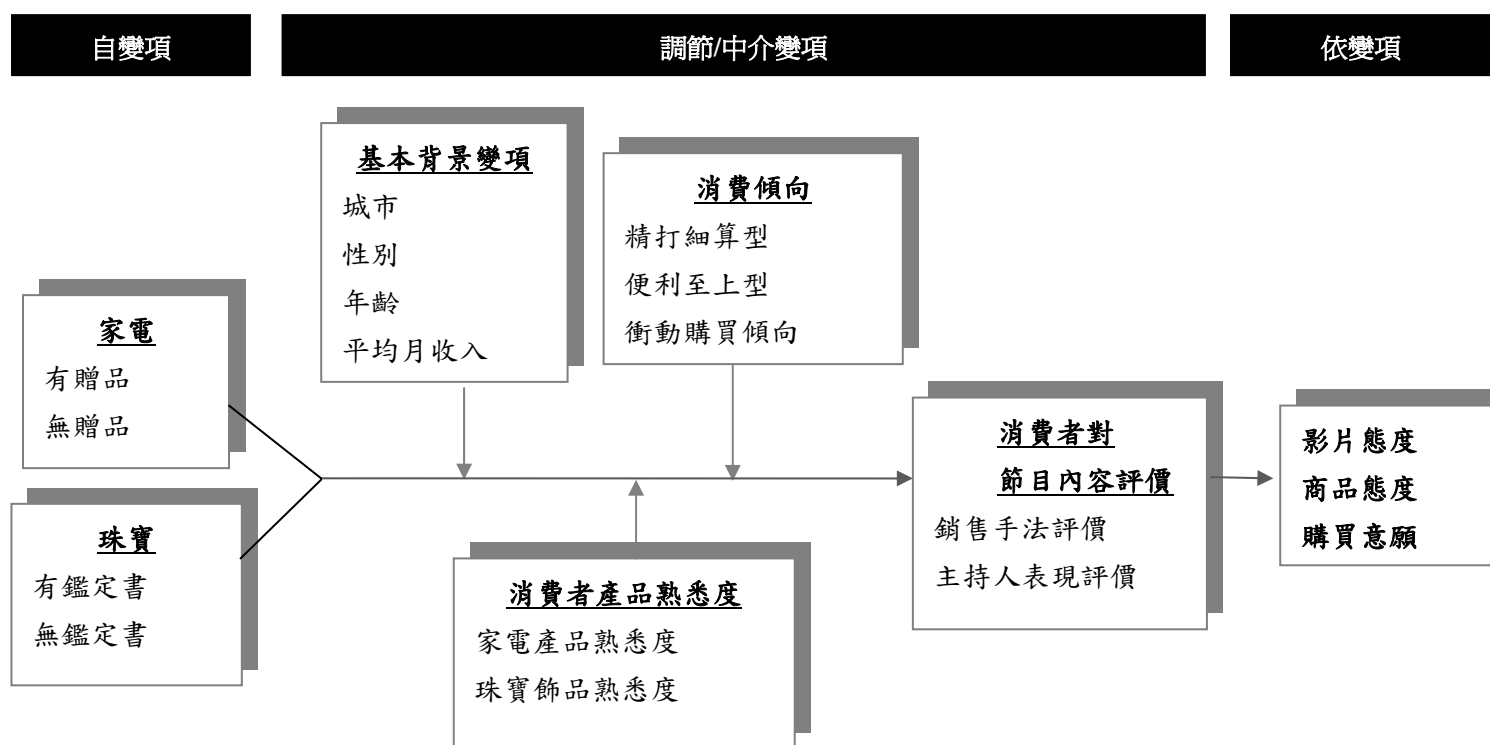 自變項
調節/中介變項
依變項
基本背景變項
城市
性別
年齡
平均月收入
消費傾向
精打細算型
便利至上型
衝動購買傾向
家電
有贈品
無贈品
珠寶
有鑑定書
無鑑定書
消費者產品熟悉度
家電產品熟悉度
珠寶飾品熟悉度
消費者對
節目內容評價
銷售手法評價
主持人表現評價
影片態度
商品態度
購買意願